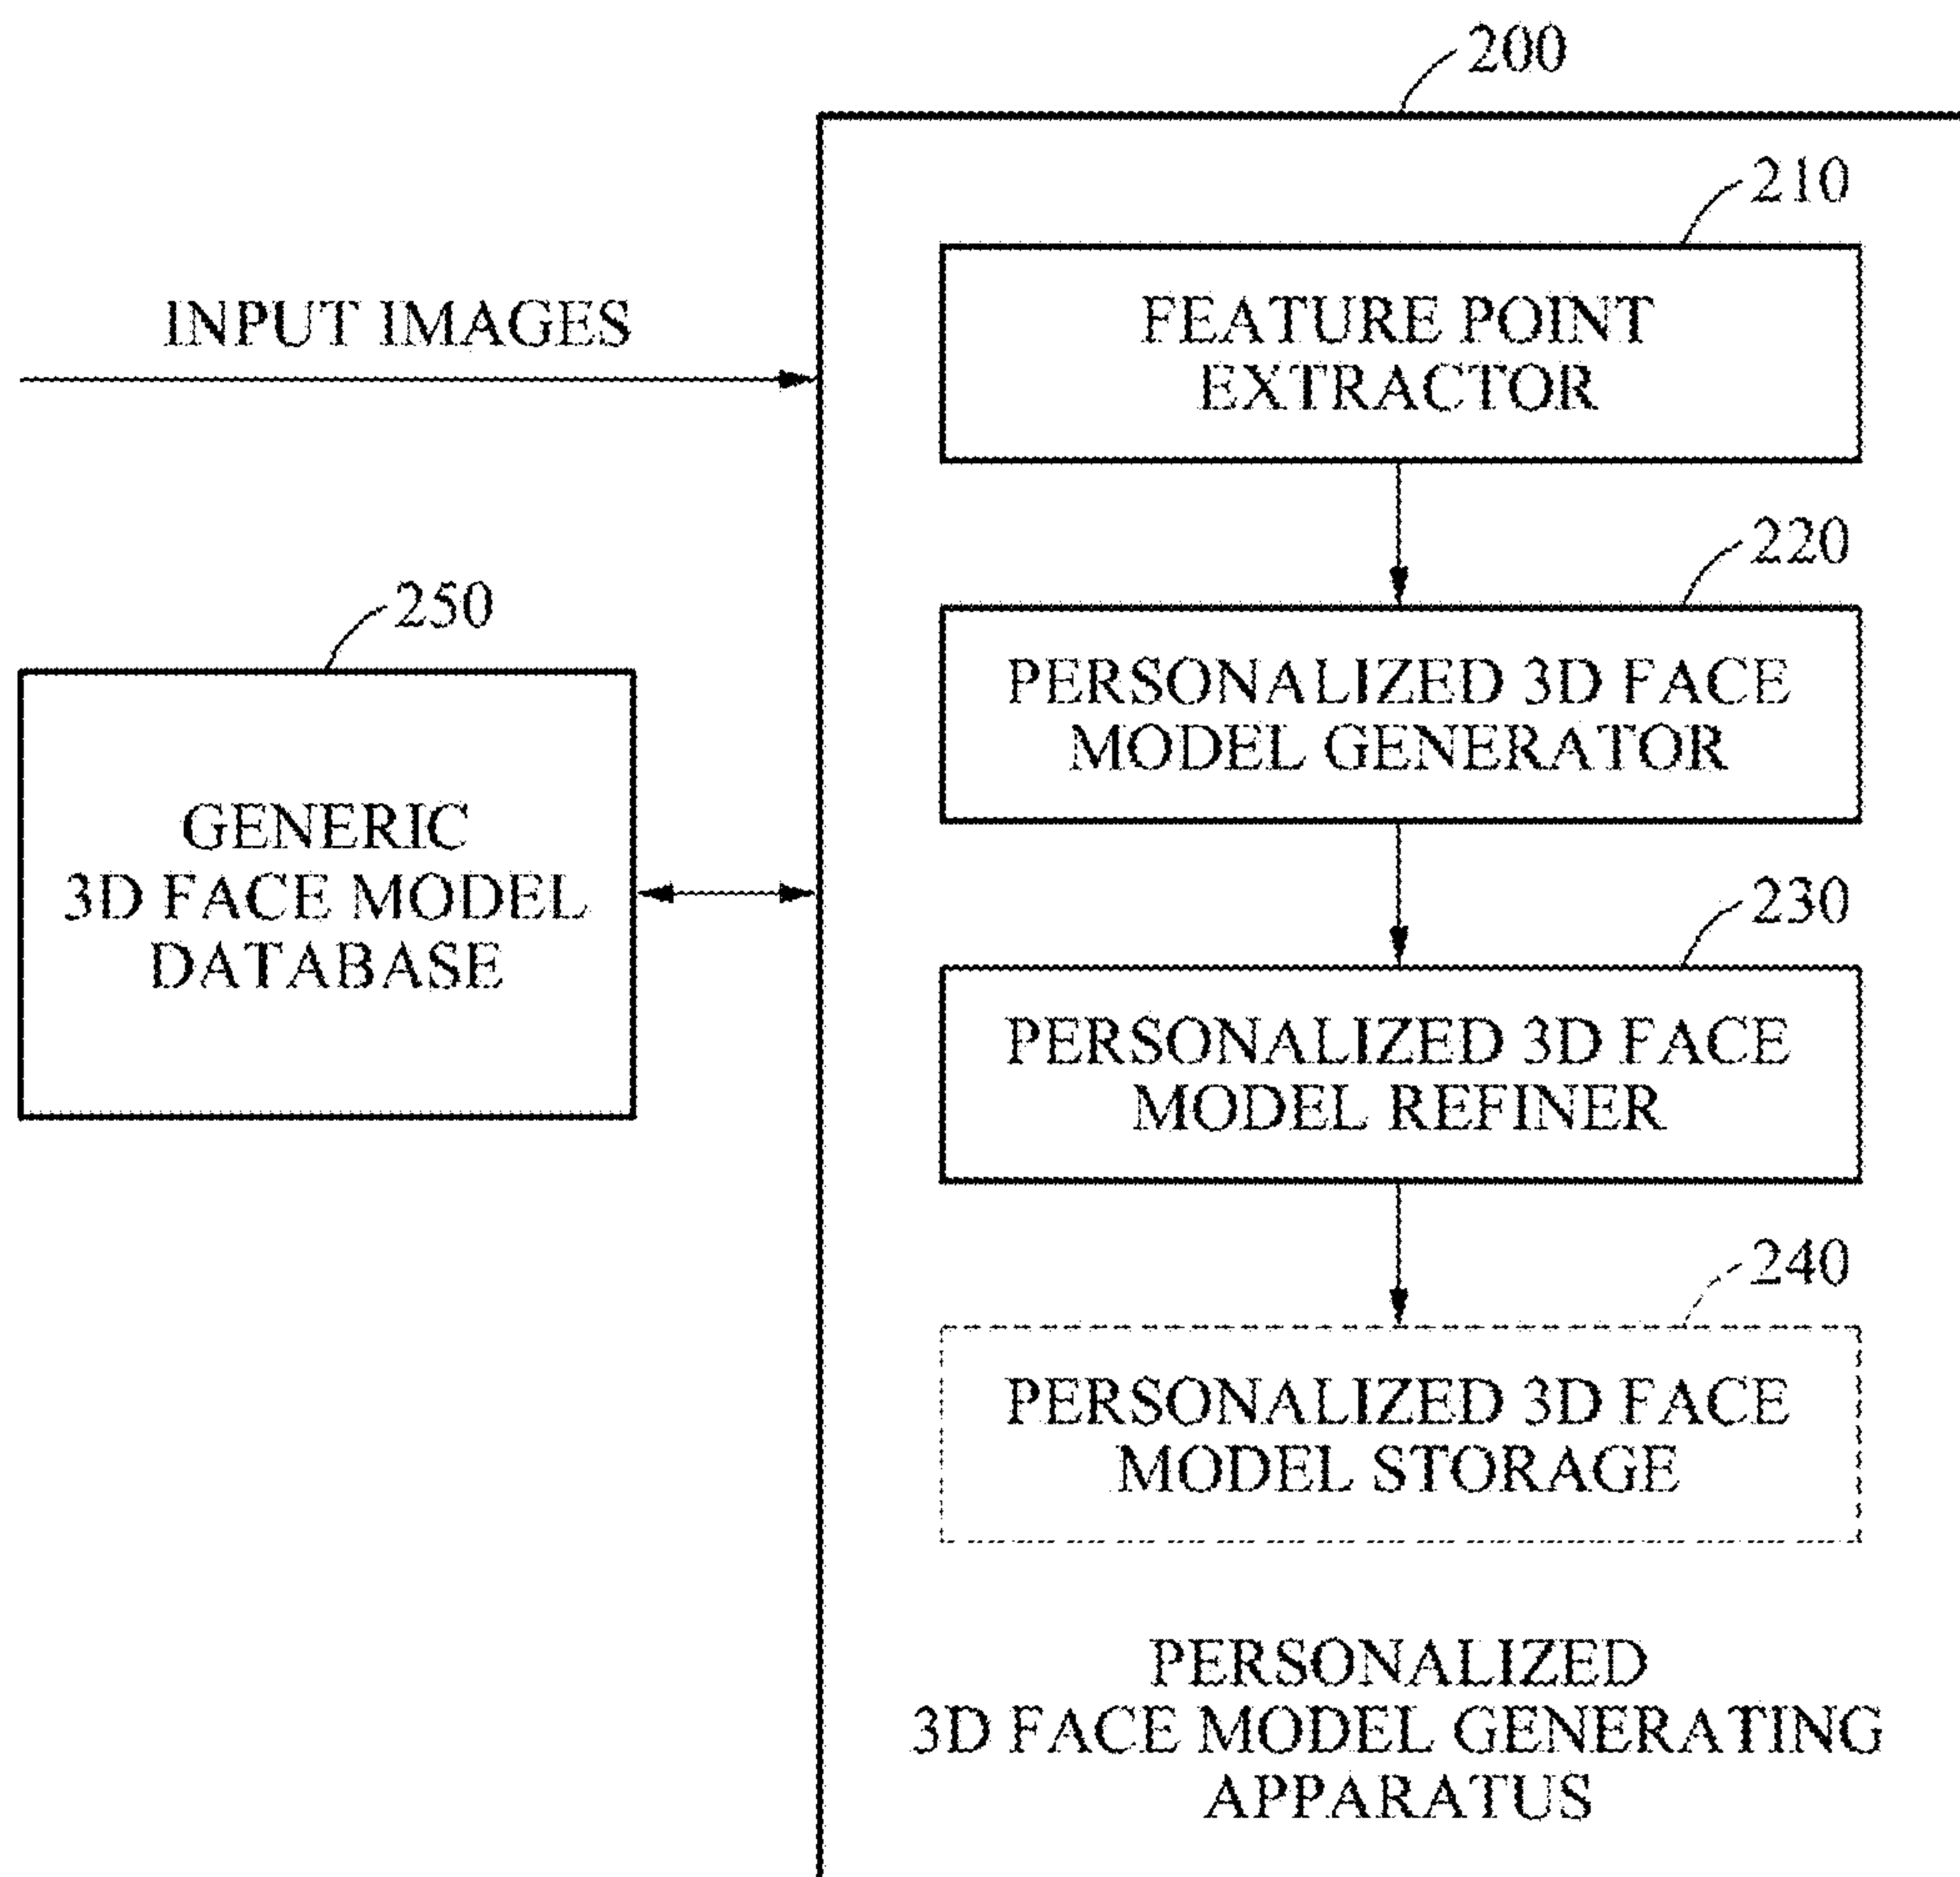 200
210
INPUT IMAGES
FEATURE POINT
EXTRACTOR
220
250
PERSONALIZED 3D FACE
MODEL GENERATOR
GENERIC
3D FACE MODEL
DATABASE
230
PERSONALIZED 3D FACE
MODEL REFINER
240
PERSONALIZED 3D FACE
MODEL STORAGE
PERSONALIZED
3D FACE MODEL GENERATING
APPARATUS